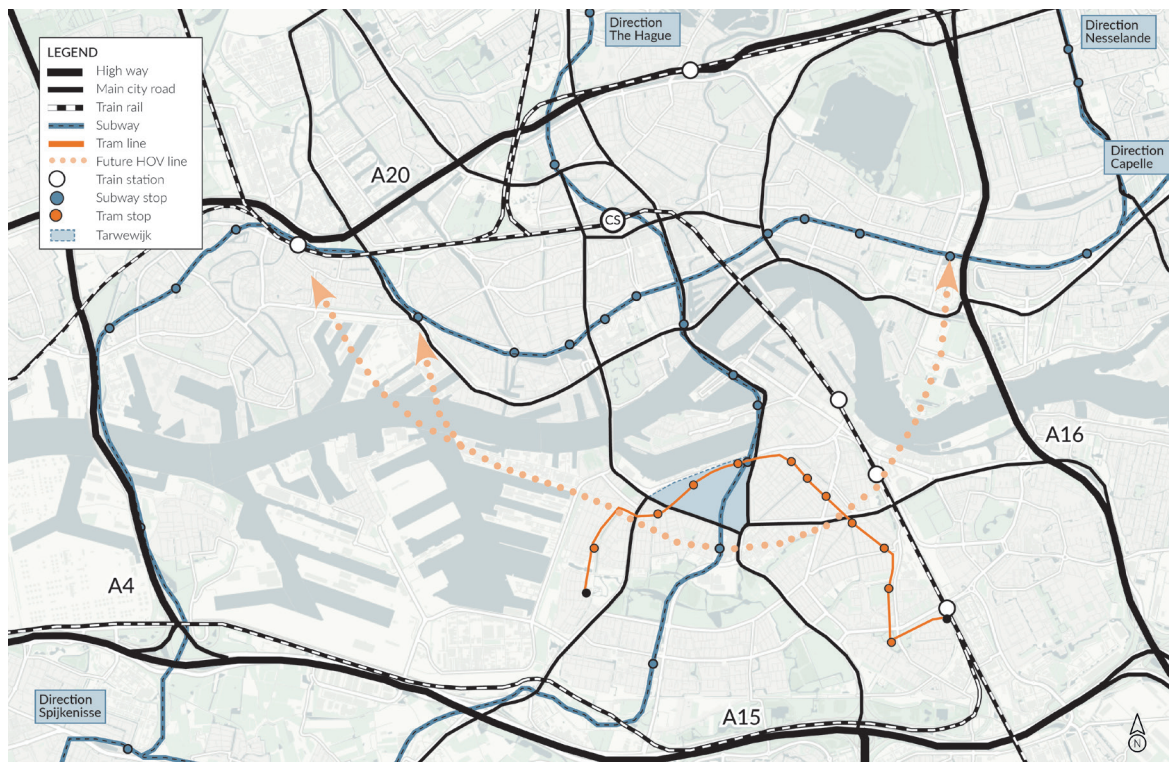 Direction
The Hague
Direction
Nesselande
LEGEND
High way
Main city road
Train rail
Subway
Tram line
Future HOV line
Train station
Subway stop
Tram stop
Tarwewijk
A20
Direction
Capelle
CS
A16
A4
Direction
Spijkenisse
A15
N